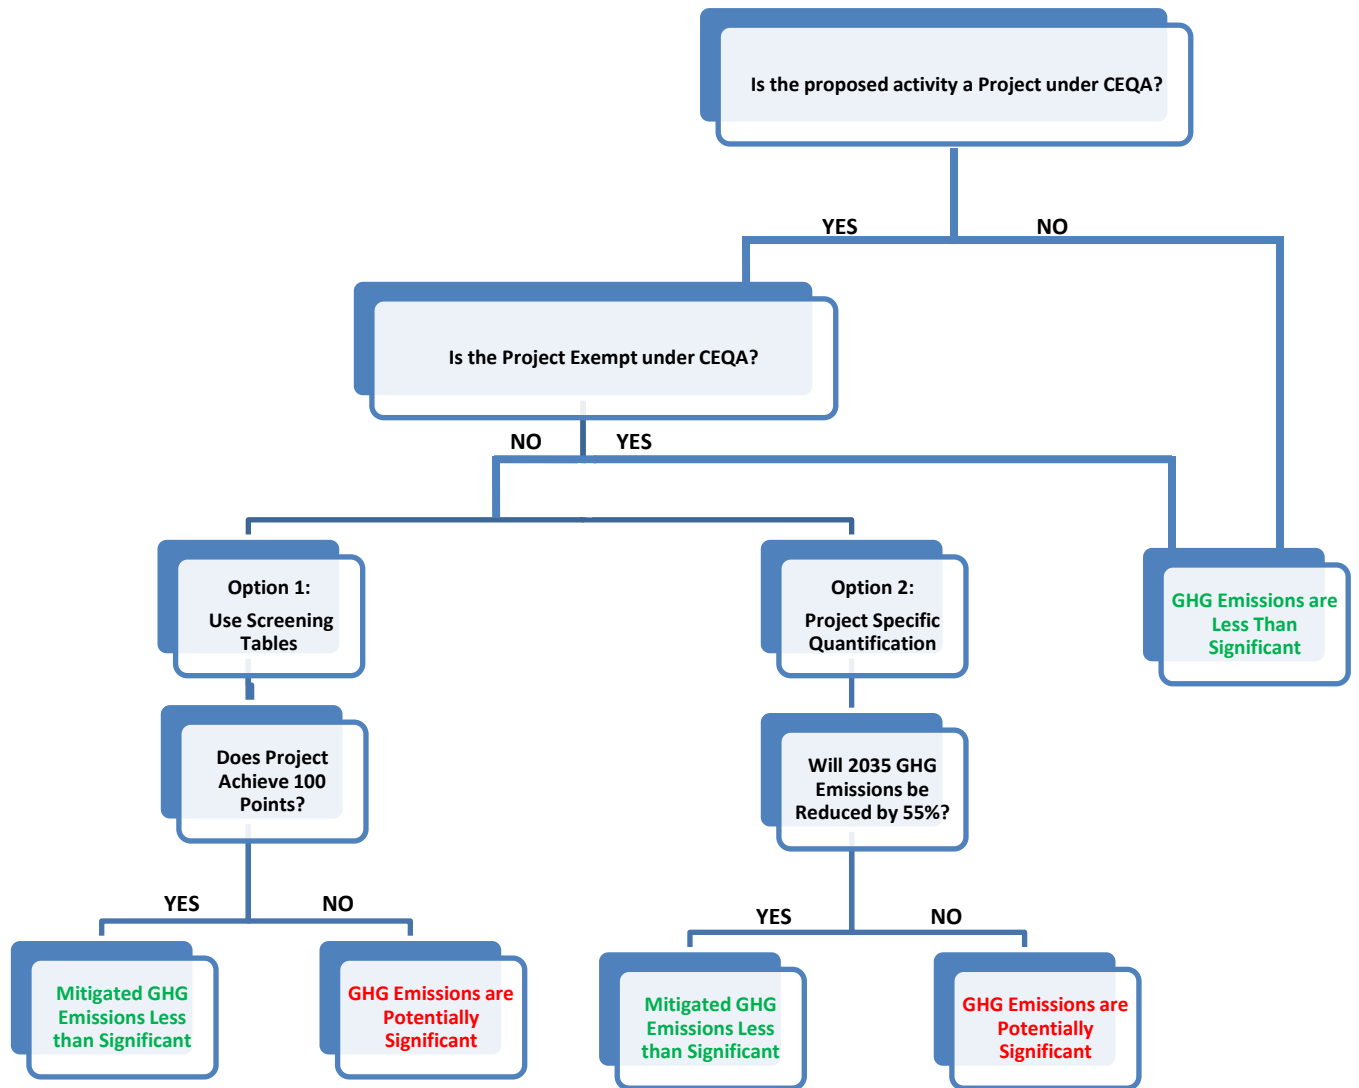 Is the proposed activity a Project under CEQA?
YES
NO
Is the Project Exempt under CEQA?
NO
YES
Option 1:
Use Screening
Tables
Option 2:
Project Specific
Quantification
GHG Emissions are
Less Than
Significant
Does Project
Achieve 100
Points?
Will 2035 GHG
Emissions be
Reduced by 55%?
YES
NO
YES
NO
Mitigated GHG
Emissions Less
than Significant
GHG Emissions are
Potentially
Significant
Mitigated GHG
Emissions Less
than Significant
GHG Emissions are
Potentially
Significant